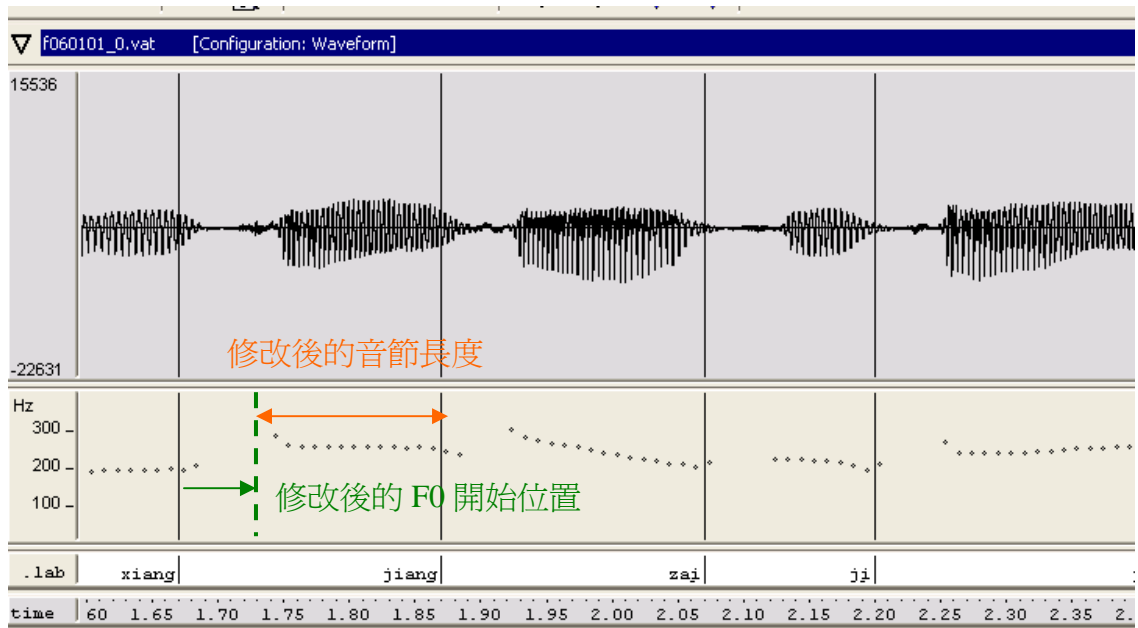 f060101_0.vat [Configuration: Waveform]
15536
修改後的音節長度
-22631
Hz
300
200
100
修改後的 F0 開始位置
.lab xiang jiang zai ji
time 60 1.65 1.70 1.75 1.80 1.85 1.90 1.95 2.00 2.05 2.10 2.15 2.20 2.25 2.30 2.35 2.